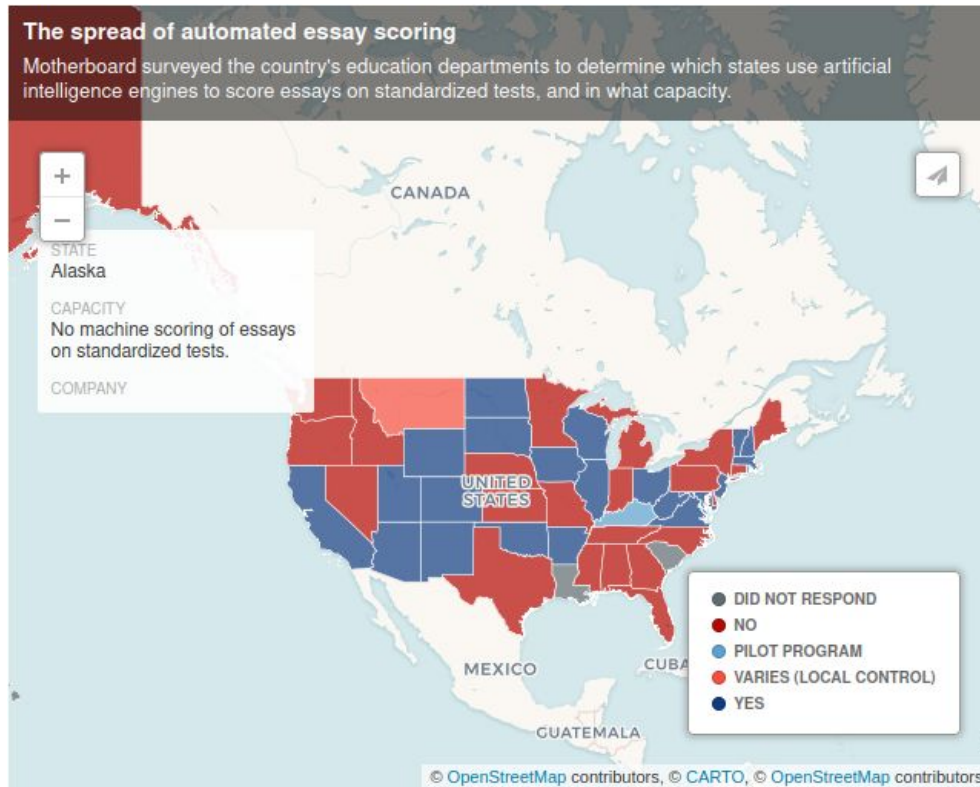 The spread of automated essay scoring
Motherboard surveyed the country's education departments to determine which states use artificial
intelligence engines to score essays on standardized tests, and in what capacity.
+
−
CANADA
STATE
Alaska
CAPACITY
No machine scoring of essays
on standardized tests.
COMPANY
UNITED
STATES
DID NOT RESPOND
NO
PILOT PROGRAM
VARIES (LOCAL CONTROL)
YES
MEXICO
CUBA
GUATEMALA
© OpenStreetMap contributors, © CARTO, © OpenStreetMap contributors